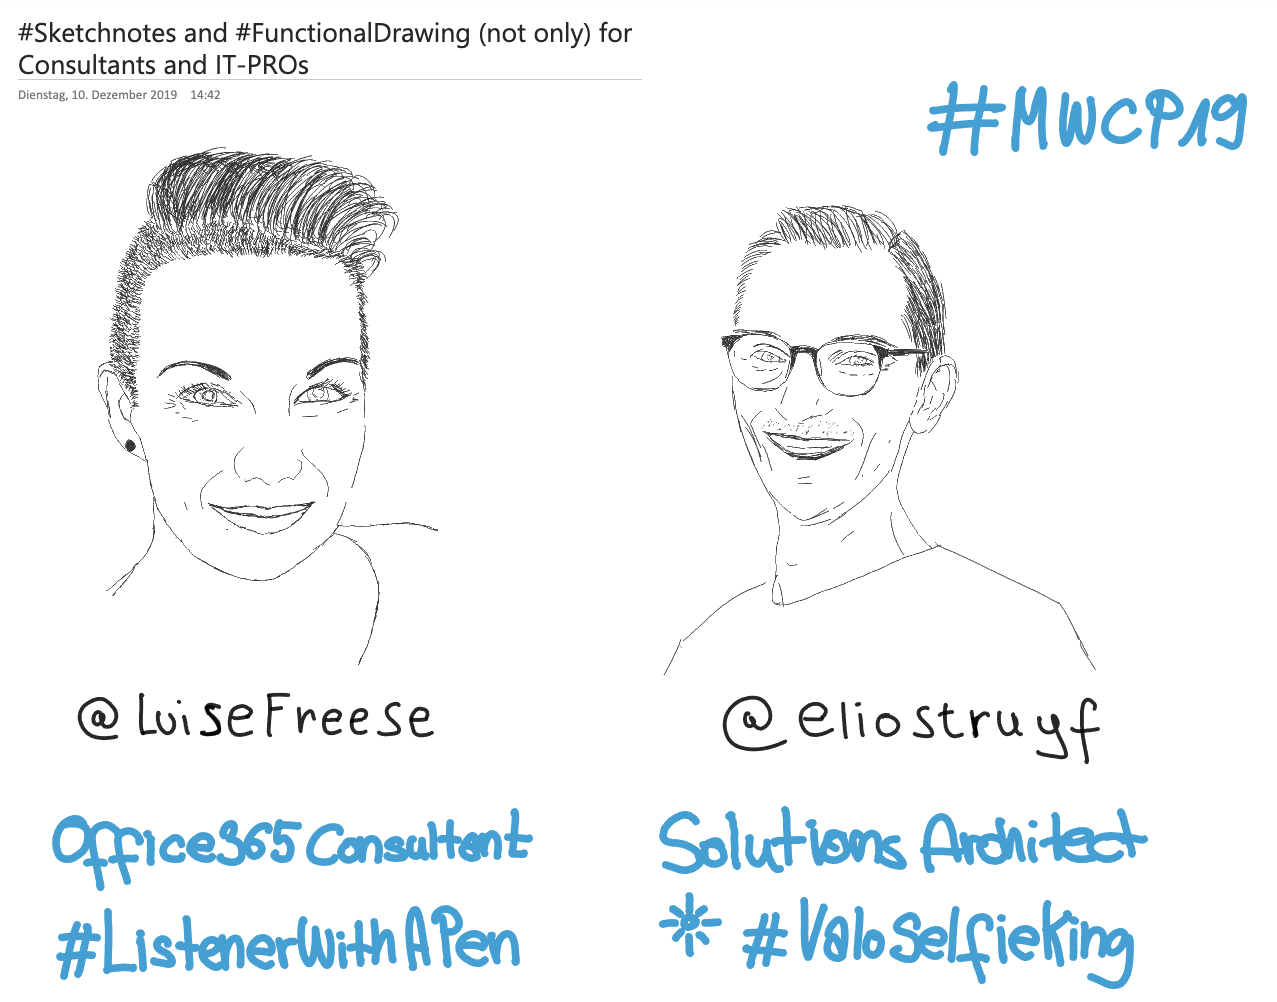 #Sketchnotes and #FunctionalDrawing (not only) for
Consultants and IT-PROs
Dienstag, 10. Dezember 2019 14:42
#MWCP19
@LuiseFreese
@eliostruyf
Office365 Consultant
#ListenerWithAPen
Solutions Architect
#ValoSelfieKing